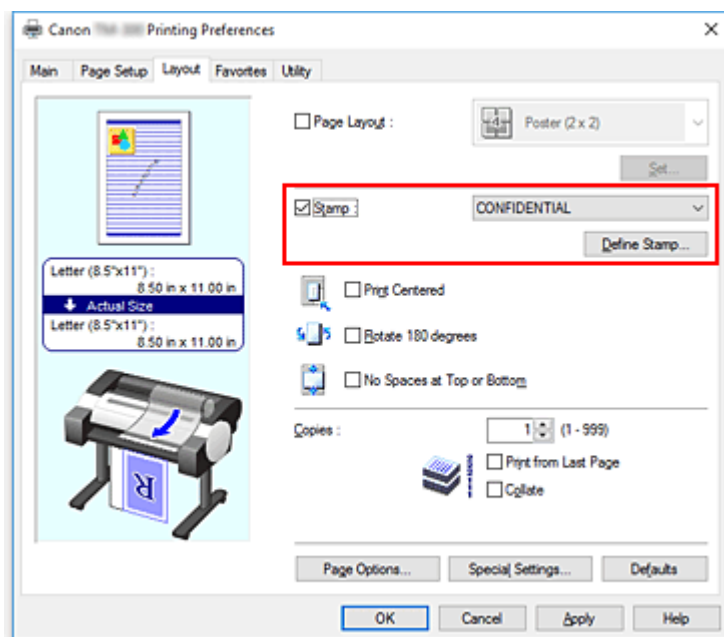 Canon Printing Preferences
Main Page Setup Layout Favorites Utility
Page Layout :
4
Poster (2 x 2)
Set...
Stamp :
CONFIDENTIAL
Define Stamp...
Letter (8.5"x11") :
8.50 in x 11.00 in
Actual Size
Letter (8.5"x11") :
8.50 in x 11.00 in
Print Centered
Rotate 180 degrees
No Spaces at Top or Bottom
R
Copies :
1 (1 - 999)
Print from Last Page
Collate
Page Options... Special Settings... Defaults
OK Cancel Apply Help